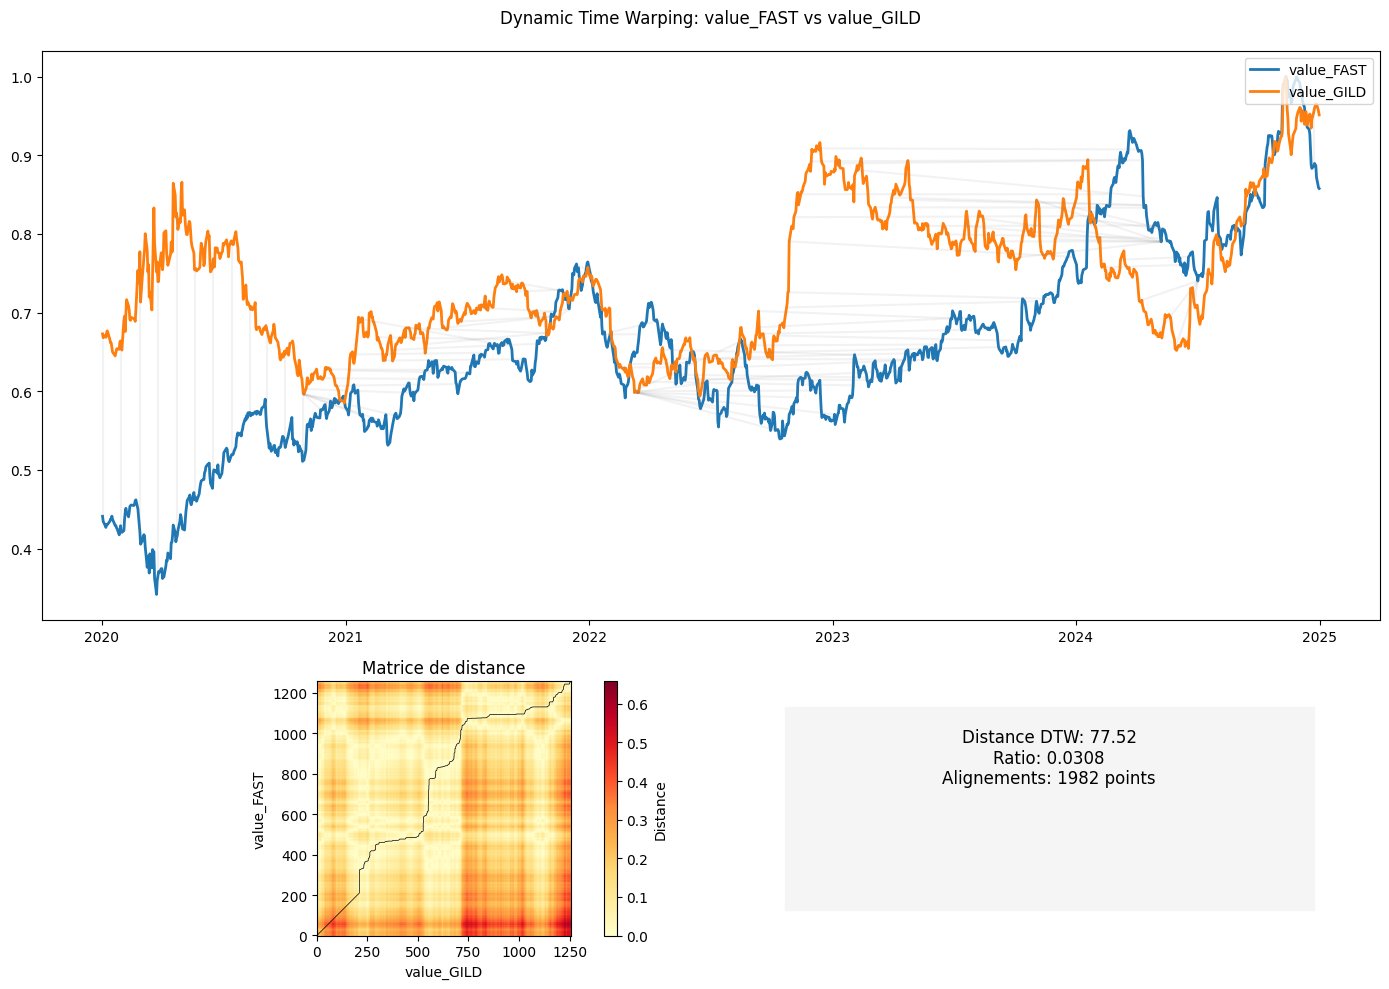 Dynamic Time Warping: value_FAST vs value_GILD
value_FAST
value_GILD
1.0
0.9
0.8
0.7
0.6
0.5
0.4
2020 2021 2022 2023 2024 2025
Matrice de distance
1200
1000
800
600
400
200
0
value_FAST
0 250 500 750 1000 1250
value_GILD
0.6
0.5
0.4
0.3
0.2
0.1
0.0
Distance
Distance DTW: 77.52
Ratio: 0.0308
Alignements: 1982 points